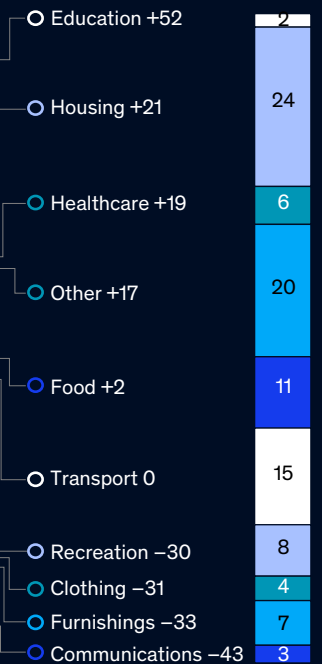 Education +52 2
Housing +21 24
Healthcare +19 6
Other +17 20
Food +2 11
Transport 0 15
Recreation –30 8
Clothing –31 4
Furnishings –33 7
Communications –43 3